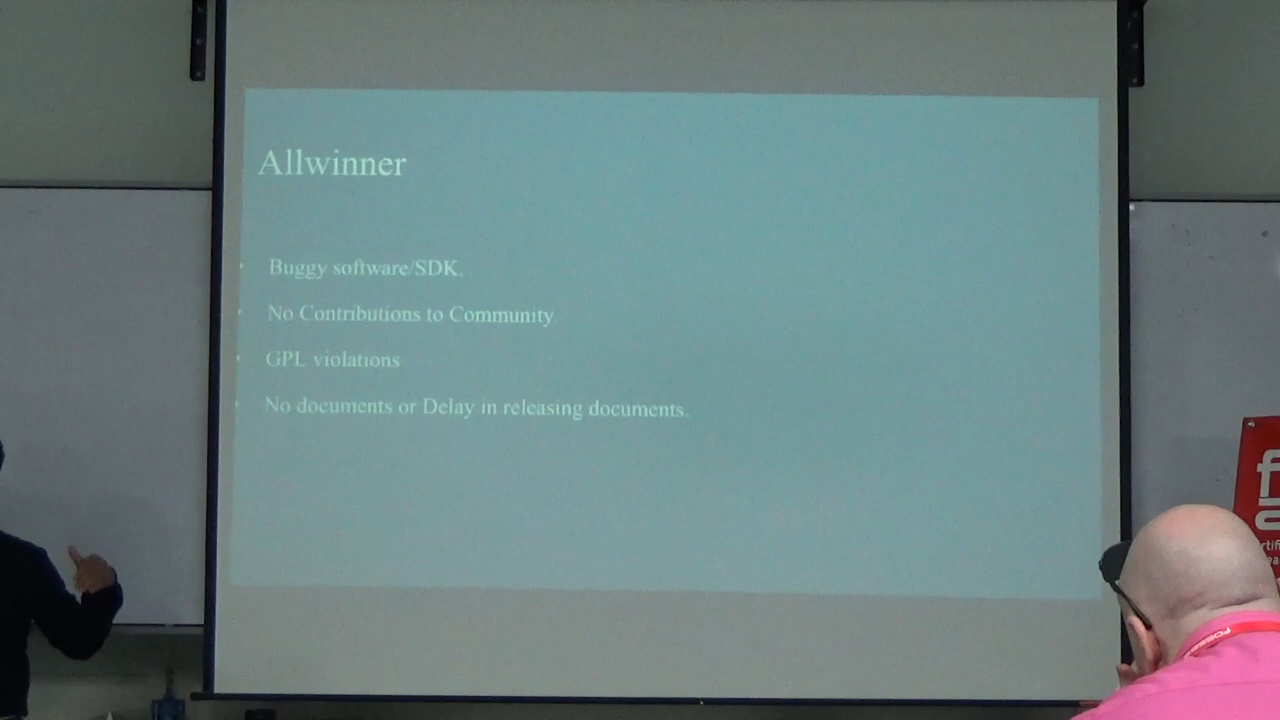 Allwinner
Buggy software/SDK.
No Contributions to Community
GPL violations
No documents or Delay in releasing documents.